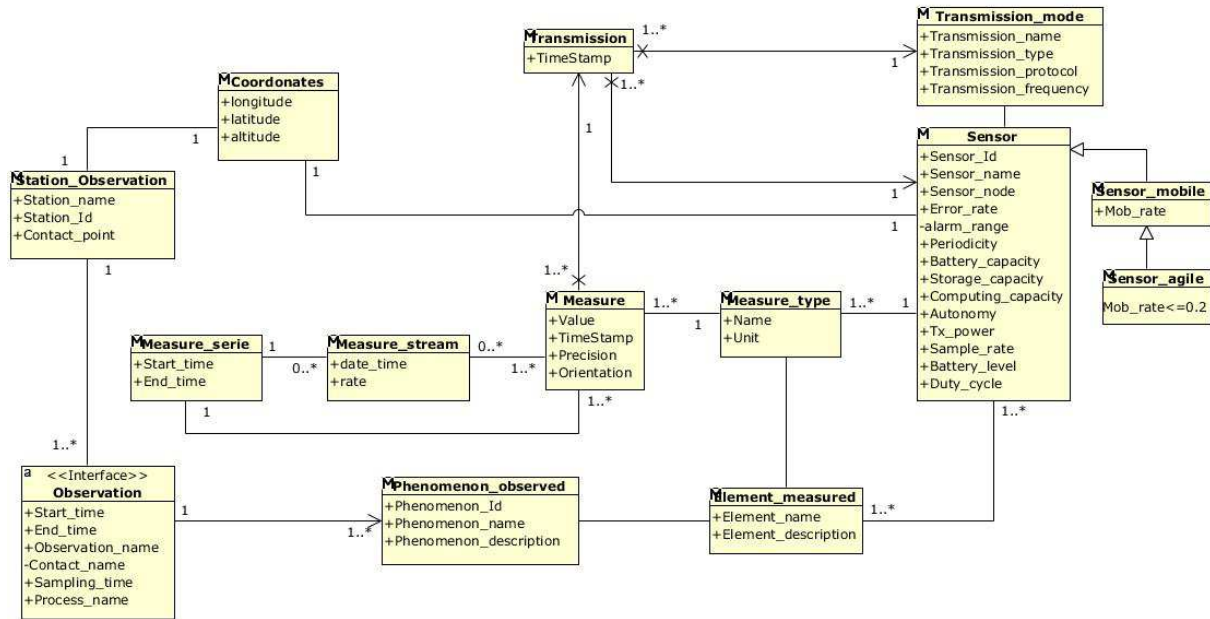 M Transmission
+TimeStamp
1..*
1
1..*
1
M Transmission_mode
+Transmission_name
+Transmission_type
+Transmission_protocol
+Transmission_frequency
M Coordonates
+longitude
+latitude
+altitude
1
1
1
1
1
M Station_Observation
+Station_name
+Station_Id
+Contact_point
1
1..*
M Sensor
+Sensor_Id
+Sensor_name
+Sensor_node
+Error_rate
-alarm_range
+Periodicity
+Battery_capacity
+Storage_capacity
+Computing_capacity
+Autonomy
+Tx_power
+Sample_rate
+Battery_level
+Duty_cycle
M Sensor_mobile
+Mob_rate
M Sensor_agile
Mob_rate<=0.2
1..*
M Measure
+Value
+TimeStamp
+Precision
+Orientation
1..*
1
M Measure_type
+Name
+Unit
1..*
1
M Measure_serie
+Start_time
+End_time
1
0..*
M Measure_stream
+date_time
+rate
0..*
1..*
1
1..*
1..*
a
<<Interface>>
Observation
+Start_time
+End_time
+Observation_name
-Contact_name
+Sampling_time
+Process_name
1
1..*
M Phenomenon_observed
+Phenomenon_Id
+Phenomenon_name
+Phenomenon_description
M Element_measured
+Element_name
+Element_description
1..*